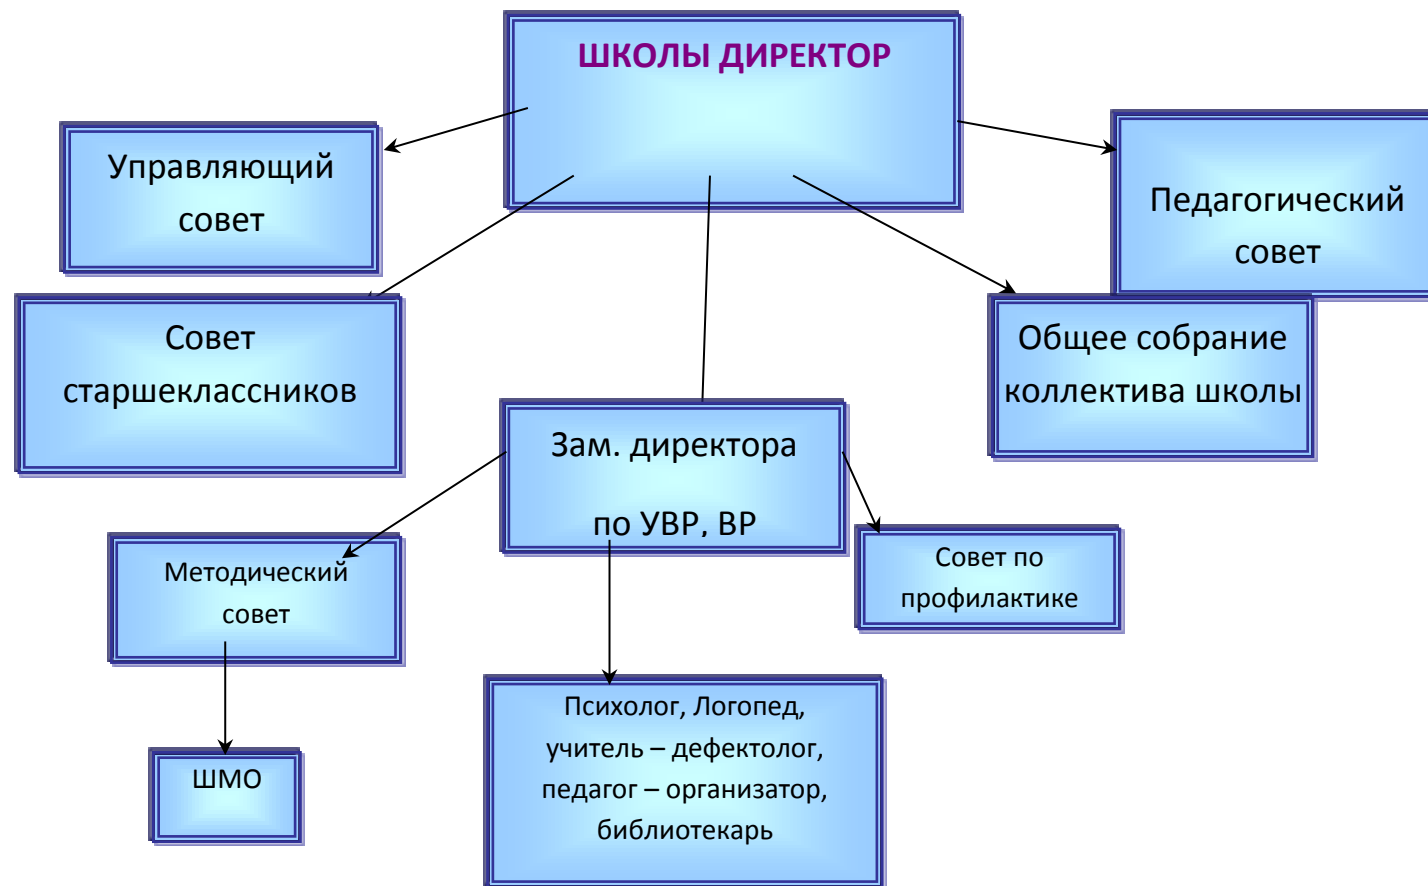 ШКОЛЫ ДИРЕКТОР
Управляющий
совет
Педагогический
совет
Совет
старшеклассников
Общее собрание
коллектива школы
Зам. директора
по УВР, ВР
Методический
совет
Совет по
профилактике
ШМО
Психолог, Логопед,
учитель – дефектолог,
педагог – организатор,
библиотекарь